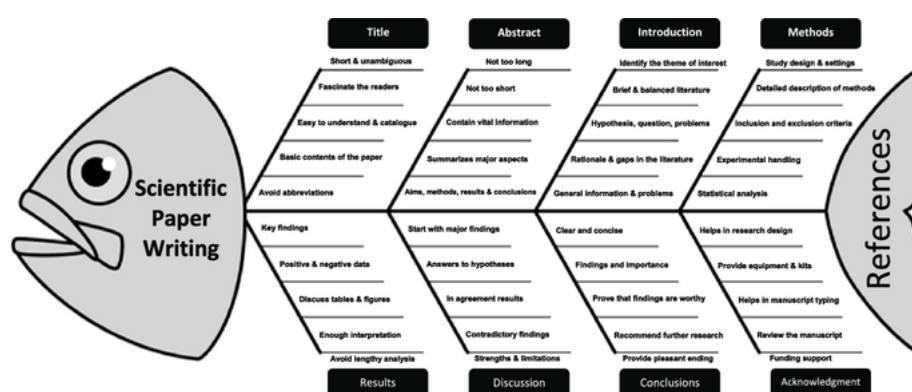 Title
Abstract
Introduction
Methods
Short & unambiguous
Fascinate the readers
Easy to understand & catalogue
Basic contents of the paper
Avoid abbreviations
Not too long
Not too short
Contain vital information
Summarizes major aspects
Aims, methods, results & conclusions
Identify the theme of interest
Brief & balanced literature
Hypothesis, question, problems
Rationale & gaps in the literature
General information & problems
Study design & settings
Detailed description of methods
Inclusion and exclusion criteria
Experimental handling
Statistical analysis
Scientific
Paper
Writing
References
Key findings
Positive & negative data
Discuss tables & figures
Enough interpretation
Avoid lengthy analysis
Start with major findings
Answers to hypotheses
In agreement results
Contradictory findings
Strengths & limitations
Clear and concise
Findings and importance
Prove that findings are worthy
Recommend further research
Provide pleasant ending
Helps in research design
Provide equipment & kits
Helps in manuscript typing
Review the manuscript
Funding support
Results
Discussion
Conclusions
Acknowledgment